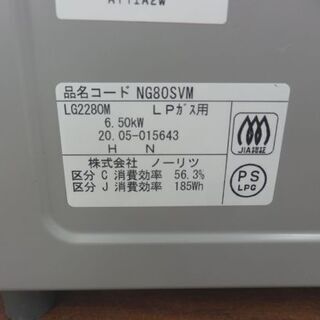 品名コード NG80SVM
LG2280M LPガス用
6.50kW
20.05-015643
H N
株式会社 ノーリツ
区分 C 消費効率 56.3%
区分 J 消費効率 185Wh
JIA認証
PS
LPG